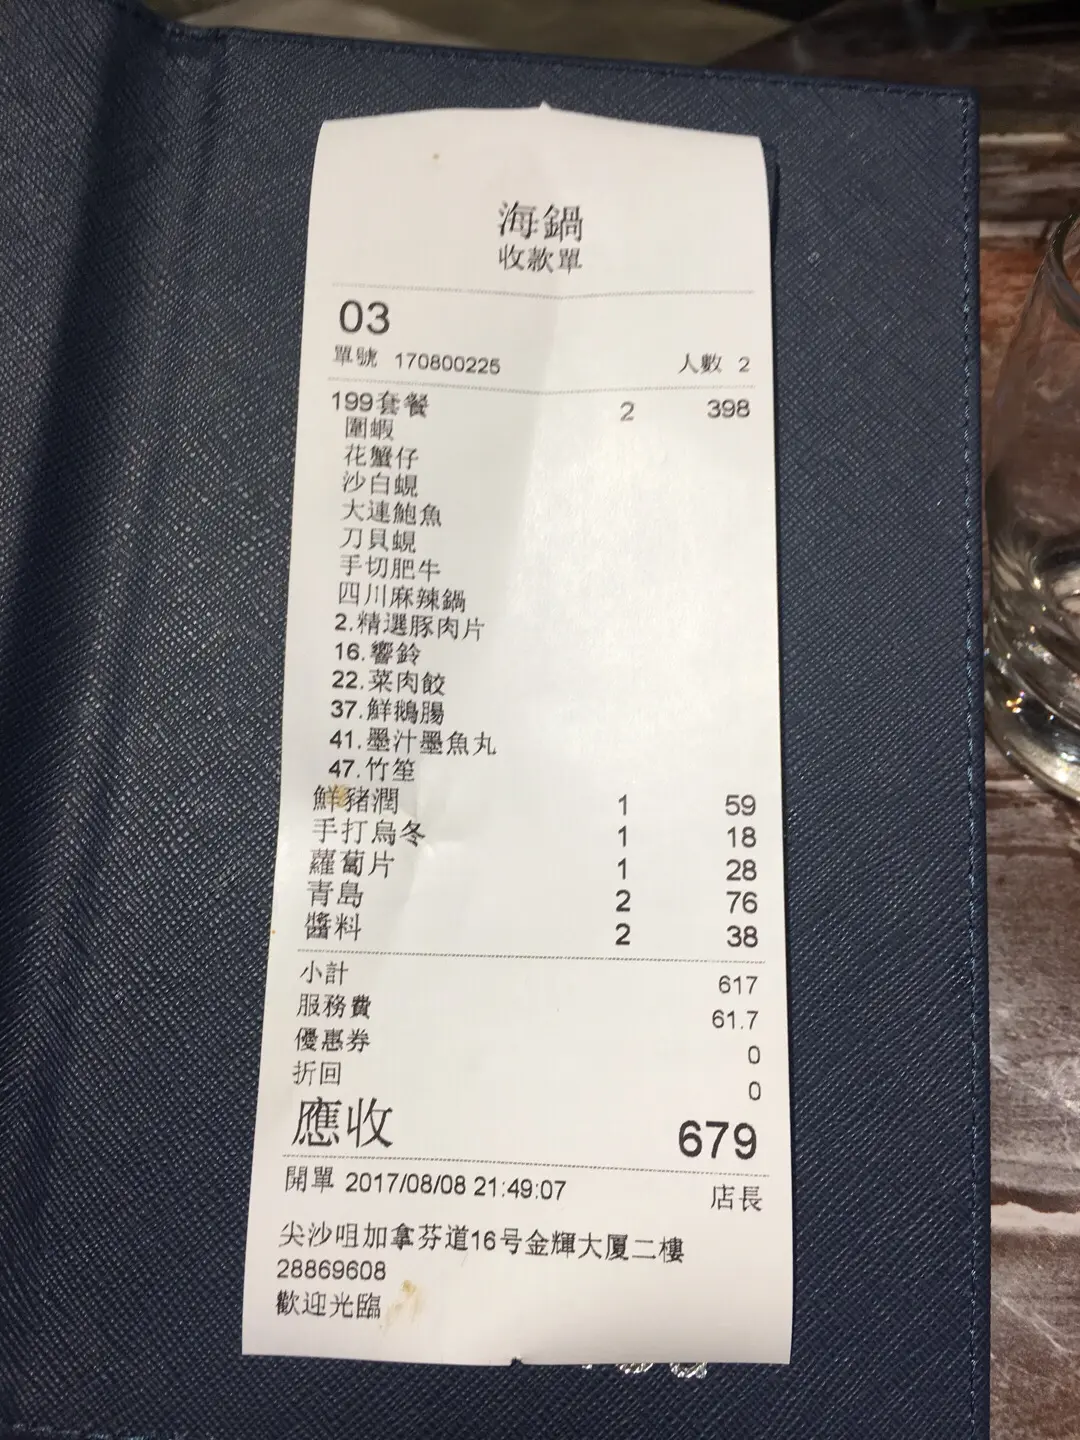 海鍋
收款單
03
單號 170800225 人數 2
199套餐 2 398
圍蝦
花蟹仔
沙白蜆
大連鮑魚
刀貝蜆
手切肥牛
四川麻辣鍋
2.精選豚肉片
16.響鈴
22.菜肉餃
37.鮮鵝腸
41.墨汁墨魚丸
47.竹笙
鮮豬潤 1 59
手打烏冬 1 18
蘿蔔片 1 28
青島 2 76
醬料 2 38
小計 617
服務費 61.7
優惠券 0
折回 0
應收 679
開單 2017/08/08 21:49:07 店長
尖沙咀加拿芬道16号金輝大厦二樓
28869608
歡迎光臨